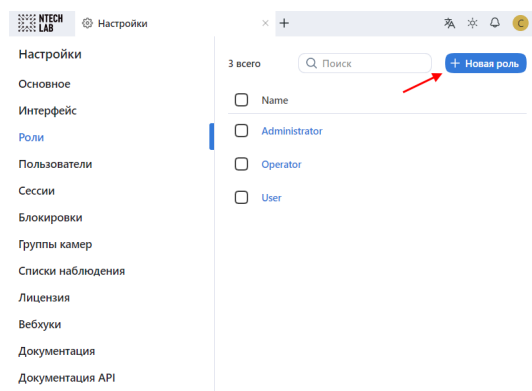 NTECH
LAB
Настройки
Настройки
Основное
Интерфейс
Роли
Пользователи
Сессии
Блокировки
Группы камер
Списки наблюдения
Лицензия
Вебхуки
Документация
Документация API
3 всего
Поиск
+ Новая роль
Name
Administrator
Operator
User
C